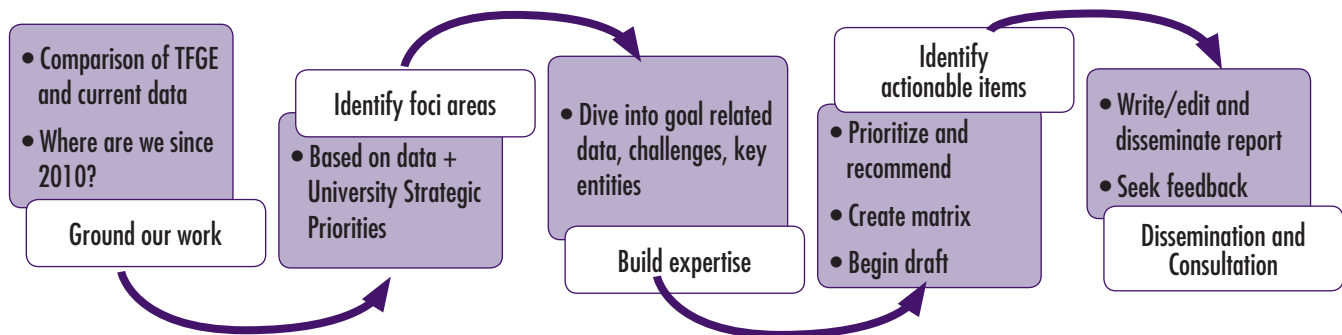 • Comparison of TFGE
and current data
• Where are we since
2010?
Ground our work
Identify foci areas
• Based on data +
University Strategic
Priorities
• Dive into goal related
data, challenges, key
entities
Build expertise
Identify
actionable items
• Prioritize and
recommend
• Create matrix
• Begin draft
• Write/edit and
disseminate report
• Seek feedback
Dissemination and
Consultation